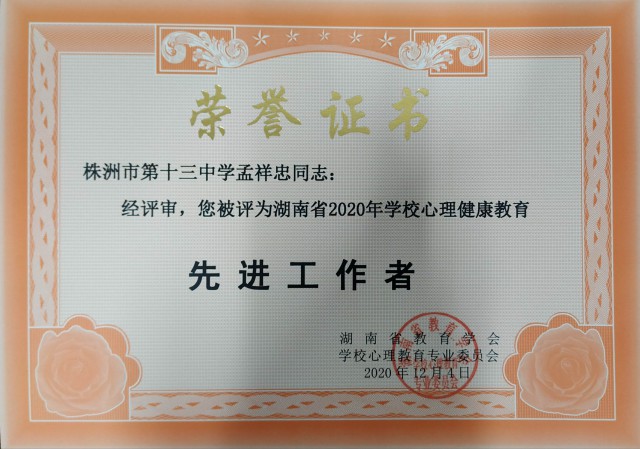 荣誉证书
株洲市第十三中学孟祥忠同志：
经评审，您被评为湖南省2020年学校心理健康教育
先进工作者
湖南省教育学会
学校心理教育专业委员会
2020年12月4日